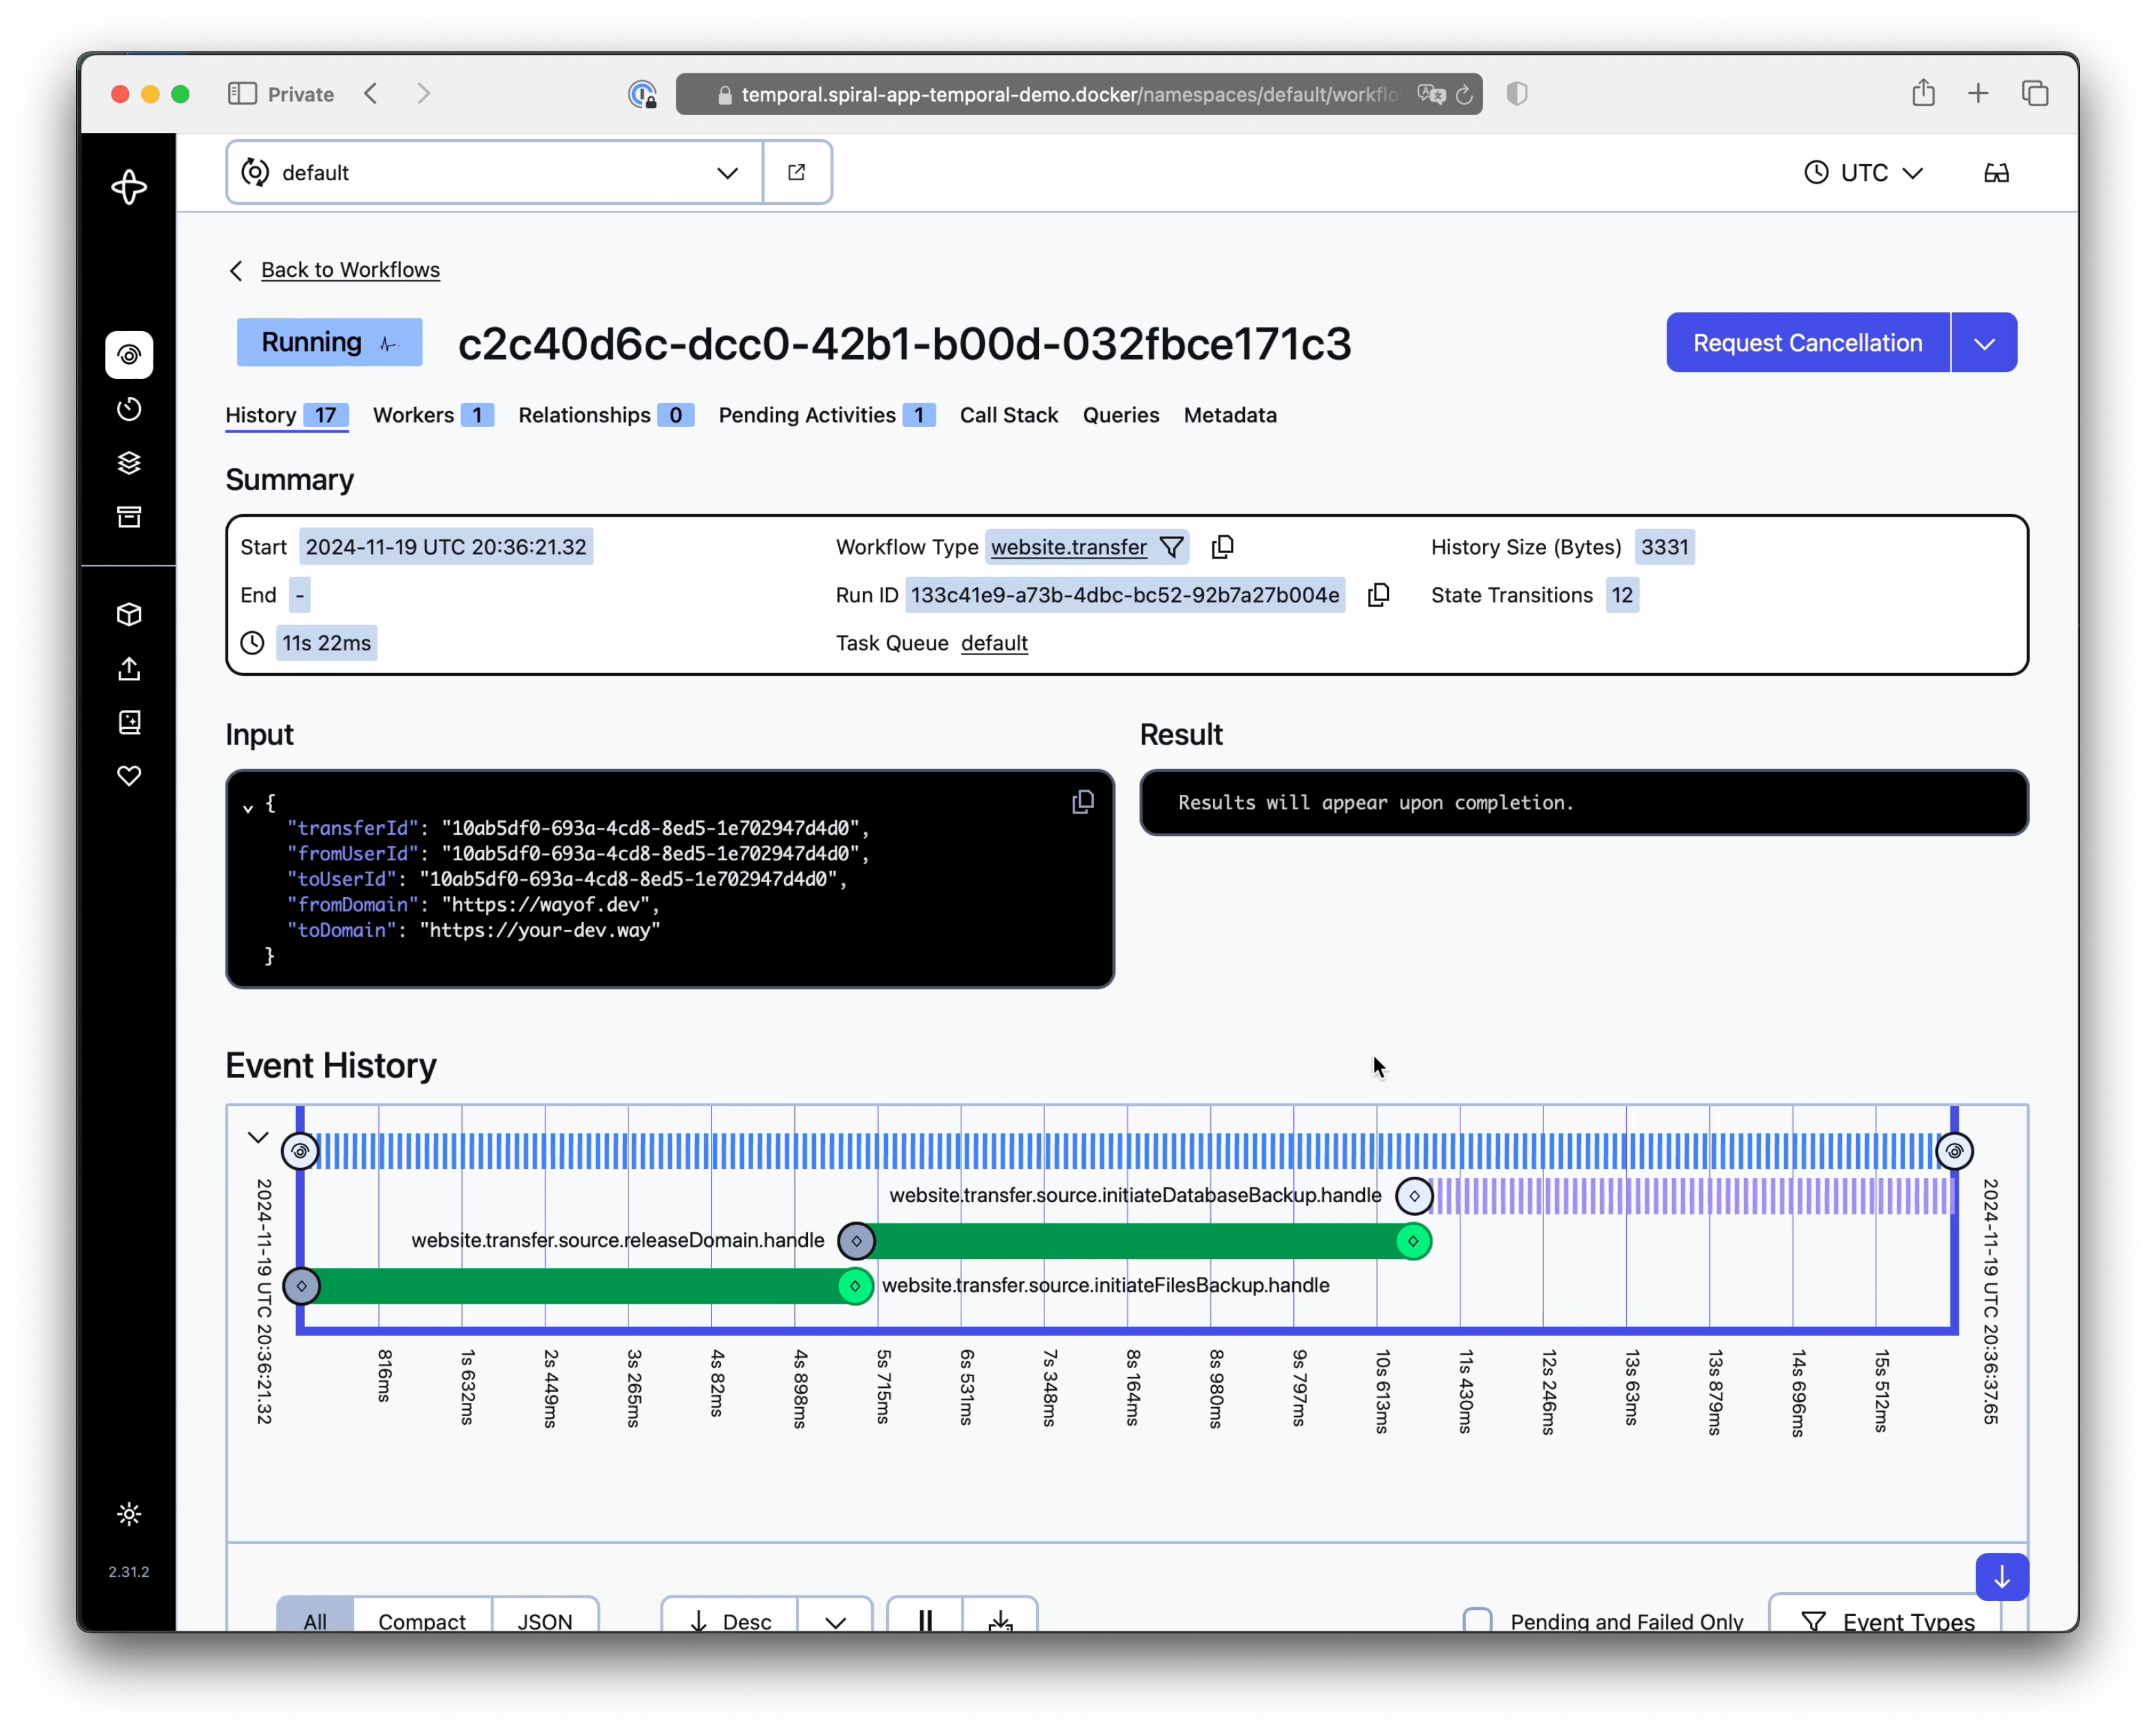 Private
temporal.spiral-app-temporal-demo.docker/namespaces/default/workflo
default
UTC
Back to Workflows
Running
c2c40d6c-dcc0-42b1-b00d-032fbce171c3
Request Cancellation
History 17 Workers 1 Relationships 0 Pending Activities 1 Call Stack Queries Metadata
Summary
Start 2024-11-19 UTC 20:36:21.32
Workflow Type website.transfer
History Size (Bytes) 3331
End -
Run ID 133c41e9-a73b-4dbc-bc52-92b7a27b004e
State Transitions 12
11s 22ms
Task Queue default
Input
Result
{
"transferId": "10ab5df0-693a-4cd8-8ed5-1e702947d4d0",
"fromUserId": "10ab5df0-693a-4cd8-8ed5-1e702947d4d0",
"toUserId": "10ab5df0-693a-4cd8-8ed5-1e702947d4d0",
"fromDomain": "https://wayof.dev",
"toDomain": "https://your-dev.way"
}
Results will appear upon completion.
Event History
website.transfer.source.initiateDatabaseBackup.handle
website.transfer.source.releaseDomain.handle
website.transfer.source.initiateFilesBackup.handle
2024-11-19 UTC 20:36:21.32
816ms
1s 632ms
2s 449ms
3s 265ms
4s 82ms
4s 898ms
5s 715ms
6s 531ms
7s 348ms
8s 164ms
8s 980ms
9s 797ms
10s 613ms
11s 430ms
12s 246ms
13s 63ms
13s 879ms
14s 696ms
15s 512ms
2024-11-19 UTC 20:36:37.65
2.31.2
All Compact JSON
Desc
Pending and Failed Only
Event Types